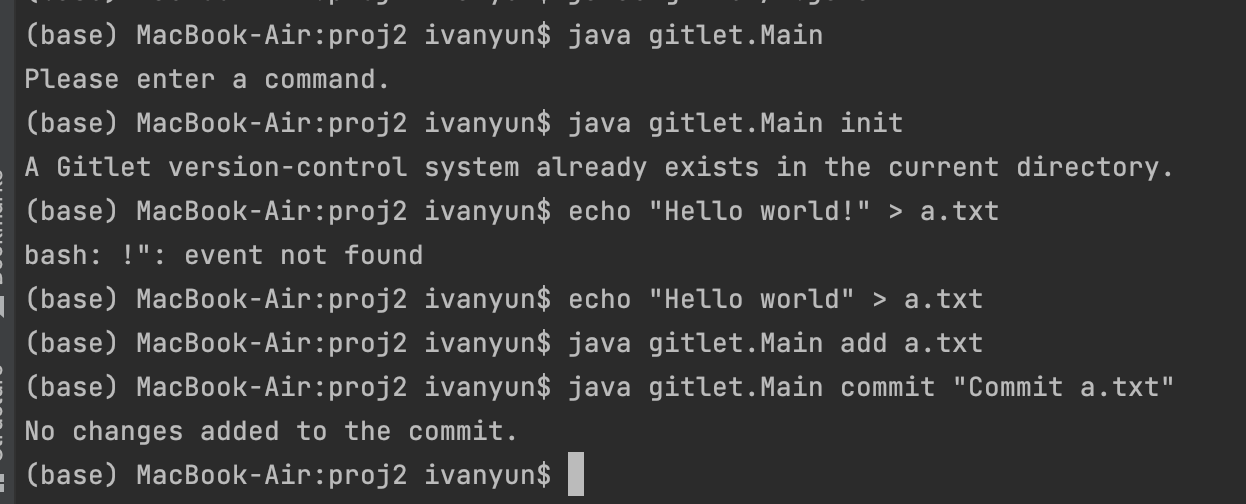 (base) MacBook-Air:proj2 ivanyun$ java gitlet.Main
Please enter a command.
(base) MacBook-Air:proj2 ivanyun$ java gitlet.Main init
A Gitlet version-control system already exists in the current directory.
(base) MacBook-Air:proj2 ivanyun$ echo "Hello world!" > a.txt
bash: !": event not found
(base) MacBook-Air:proj2 ivanyun$ echo "Hello world" > a.txt
(base) MacBook-Air:proj2 ivanyun$ java gitlet.Main add a.txt
(base) MacBook-Air:proj2 ivanyun$ java gitlet.Main commit "Commit a.txt"
No changes added to the commit.
(base) MacBook-Air:proj2 ivanyun$